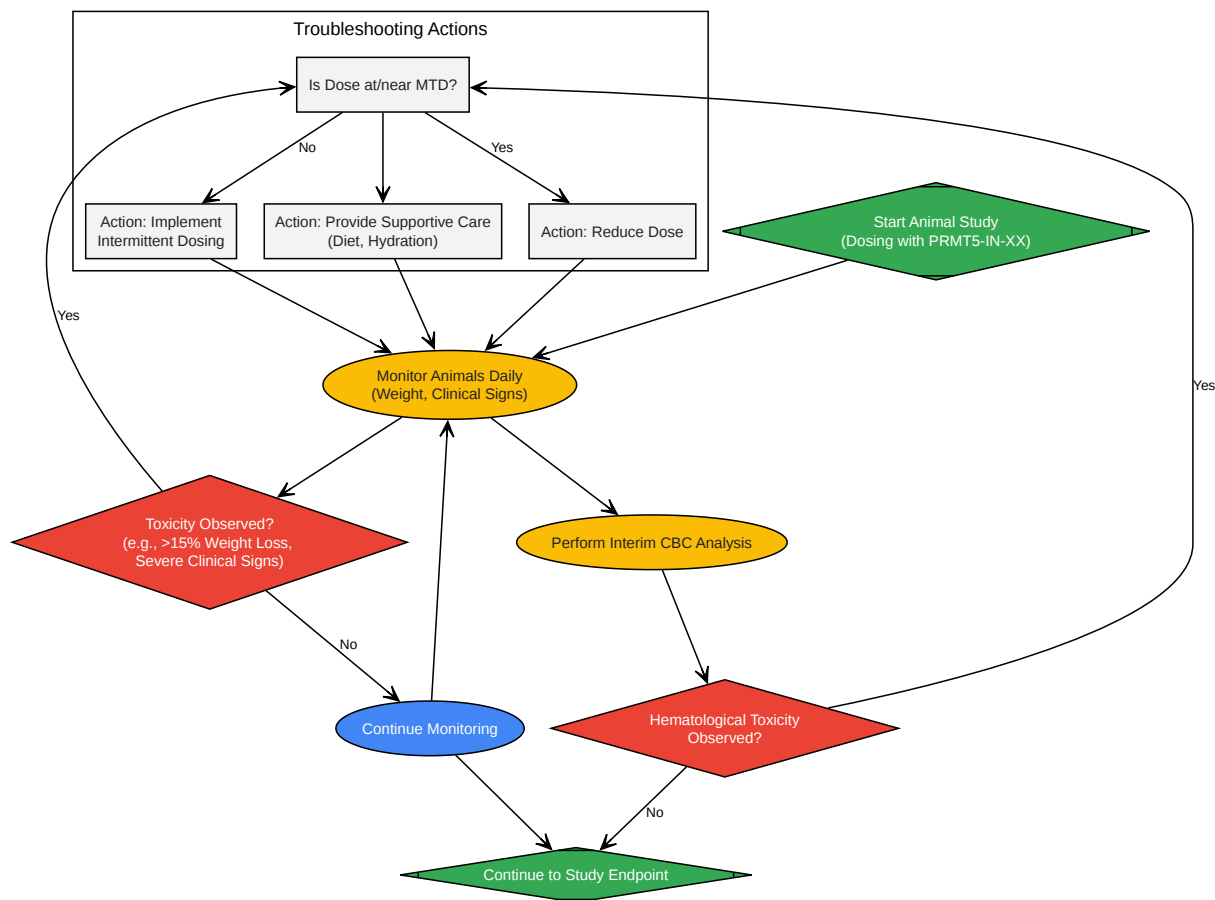 Troubleshooting Actions
Is Dose at/near MTD?
No
Yes
Action: Implement
Intermittent Dosing
Action: Provide Supportive Care
(Diet, Hydration)
Action: Reduce Dose
Start Animal Study
(Dosing with PRMT5-IN-XX)
Yes
Monitor Animals Daily
(Weight, Clinical Signs)
Yes
Toxicity Observed?
(e.g., >15% Weight Loss,
Severe Clinical Signs)
Perform Interim CBC Analysis
No
Continue Monitoring
Hematological Toxicity
Observed?
No
Continue to Study Endpoint